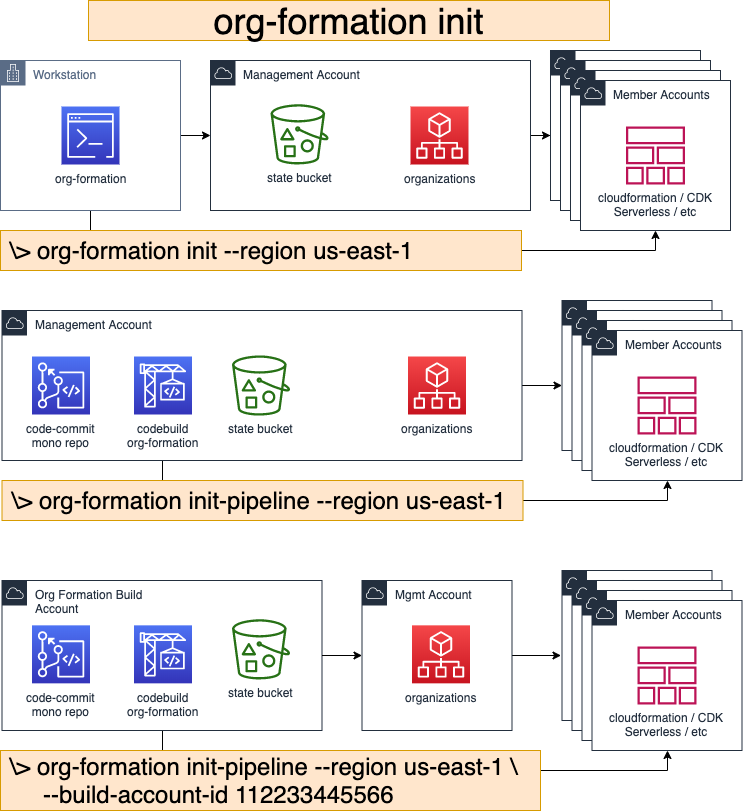 org-formation init
Workstation
org-formation
Management Account
state bucket
organizations
Member Accounts
cloudformation / CDK
Serverless / etc
\> org-formation init --region us-east-1
Management Account
code-commit
mono repo
codebuild
org-formation
state bucket
organizations
Member Accounts
cloudformation / CDK
Serverless / etc
\> org-formation init-pipeline --region us-east-1
Org Formation Build
Account
code-commit
mono repo
codebuild
org-formation
state bucket
Mgmt Account
organizations
Member Accounts
cloudformation / CDK
Serverless / etc
\> org-formation init-pipeline --region us-east-1 \
--build-account-id 112233445566